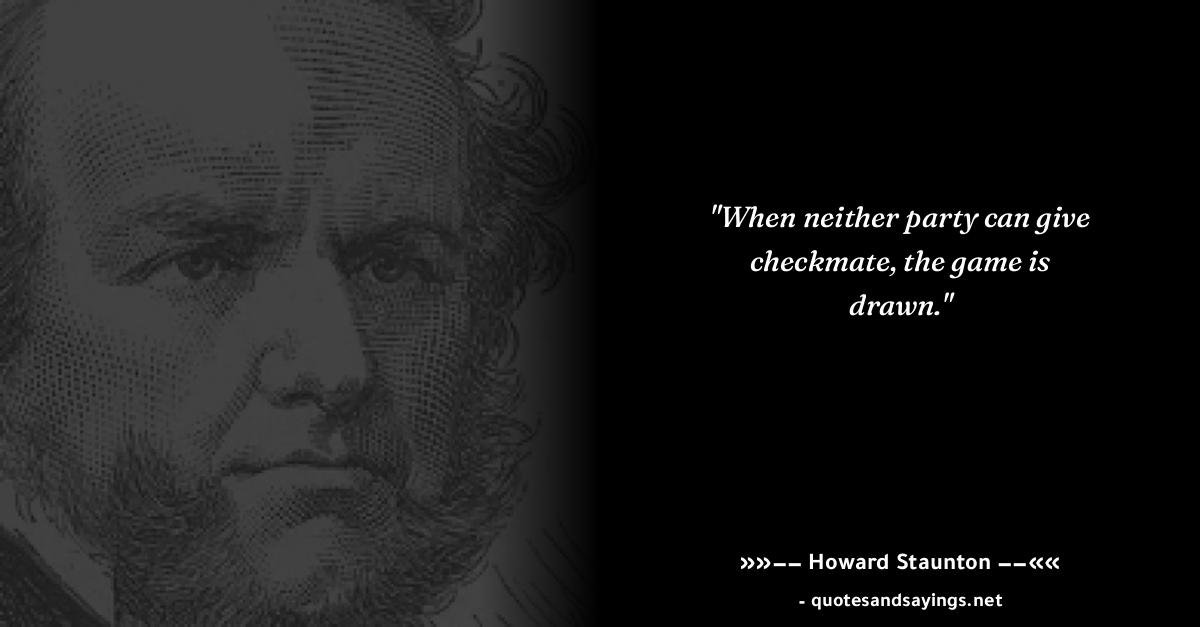 "When neither party can give
checkmate, the game is
drawn."
»»−− Howard Staunton −−««
- quotesandsayings.net